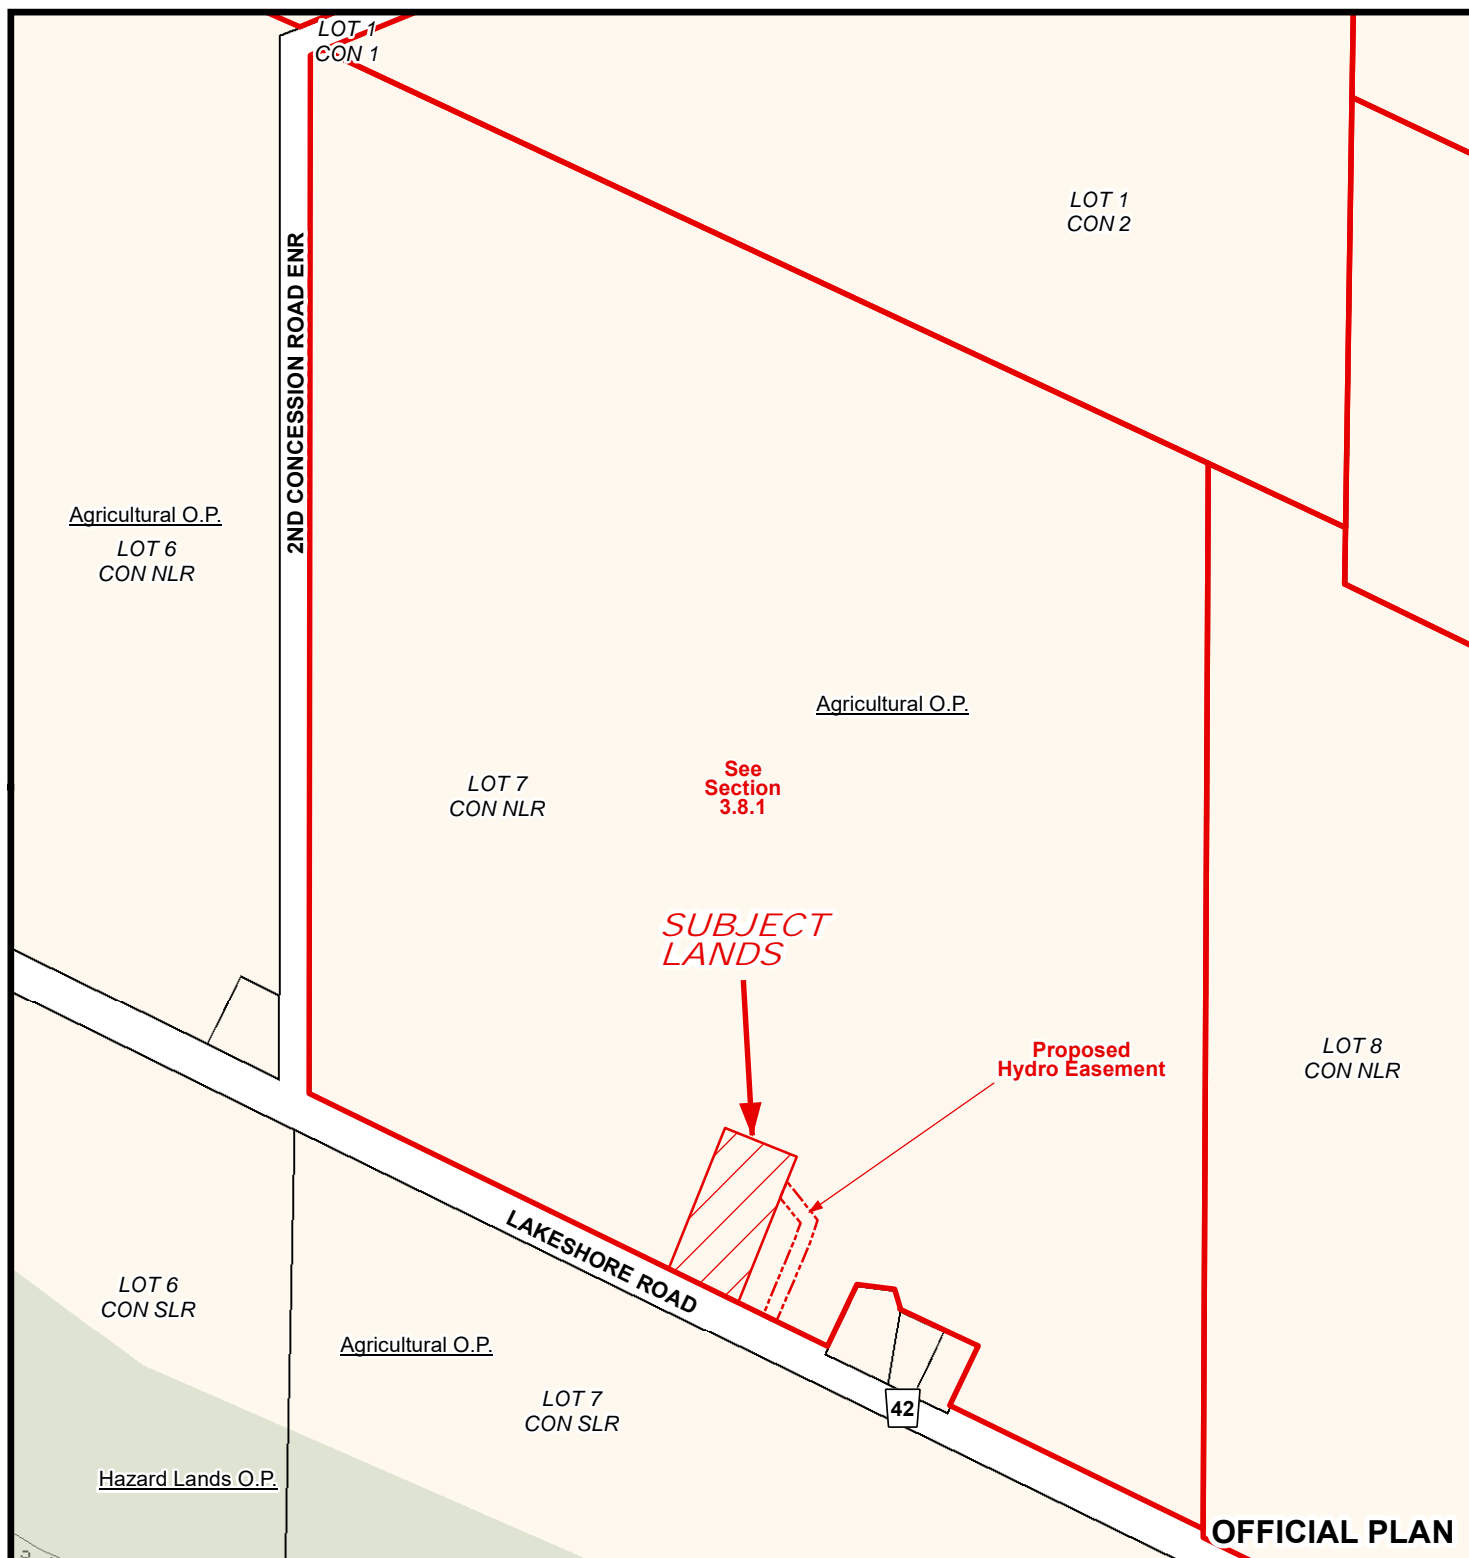 LOT 1
CON 1
LOT 1
CON 2
2ND CONCESSION ROAD ENR
Agricultural O.P.
LOT 6
CON NLR
Agricultural O.P.
See
Section
3.8.1
LOT 7
CON NLR
SUBJECT
LANDS
Proposed
Hydro Easement
LOT 8
CON NLR
LAKESHORE ROAD
LOT 6
CON SLR
Agricultural O.P.
LOT 7
CON SLR
42
Hazard Lands O.P.
OFFICIAL PLAN